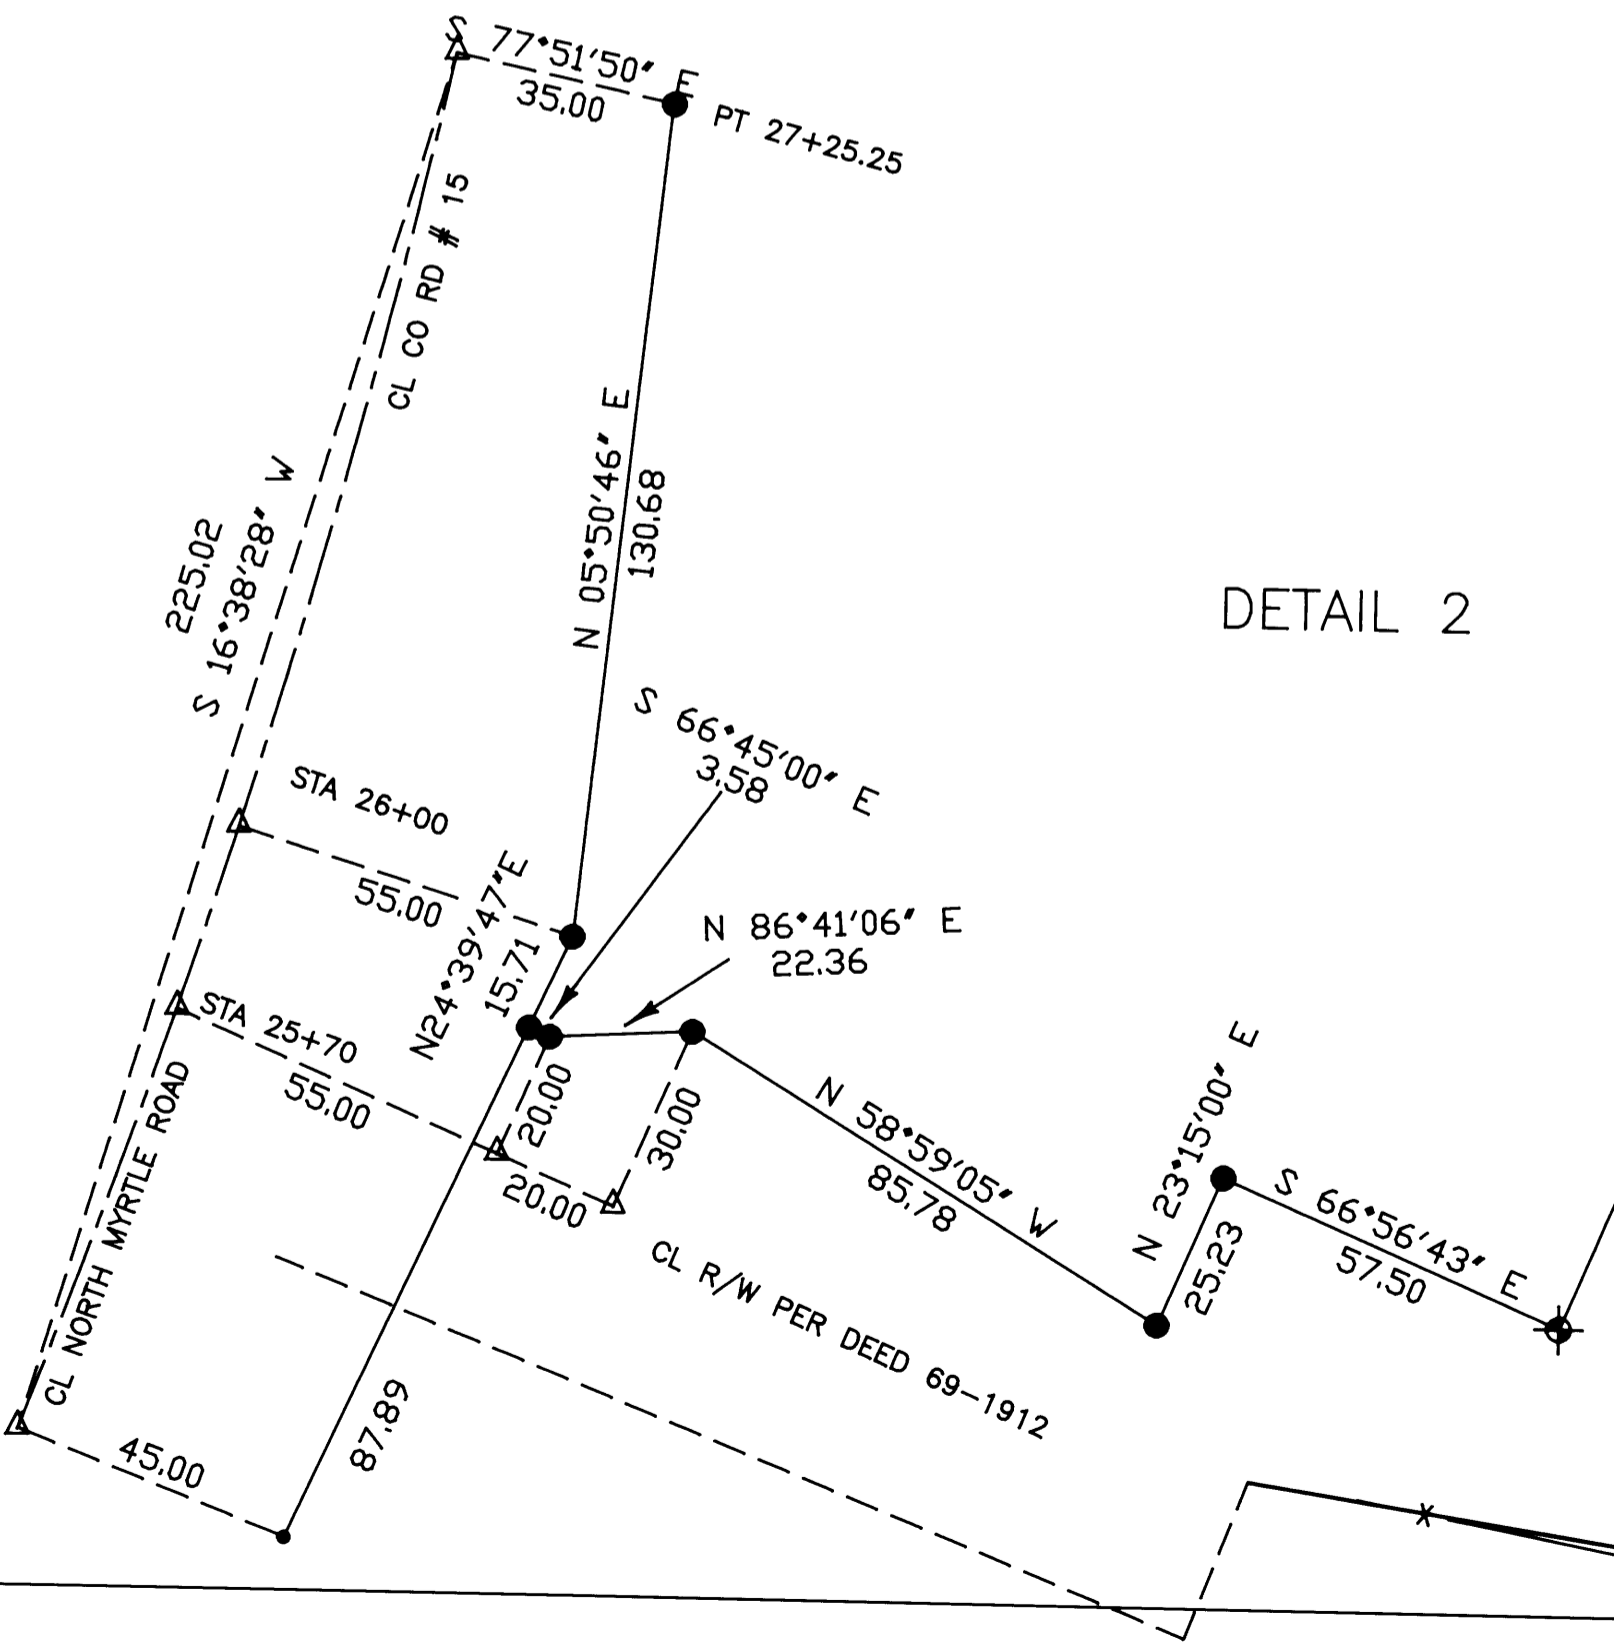 S 77°51'50" E
35.00
PT 27+25.25
CL CO RD # 15
N 05°50'46" E
130.68
225.02
S 16°38'28" W
DETAIL 2
S 66°45'00" E
3.58
STA 26+00
55.00
N24°39'47"E
15.71
N 86°41'06" E
22.36
STA 25+70
55.00
20.00
30.00
20.00
N 58°59'05" W
85.78
N 23°15'00" E
25.23
S 66°56'43" E
57.50
CL NORTH MYRTLE ROAD
CL R/W PER DEED 69-1912
87.89
45.00